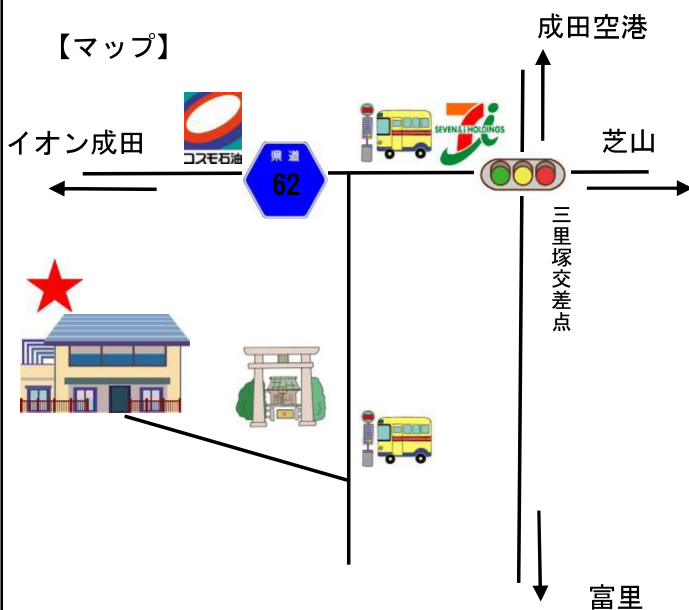 成田空港
【マップ】
イオン成田
コスモ石油
県道
62
SEVEN&i HOLDINGS
芝山
三里塚交差点
富里